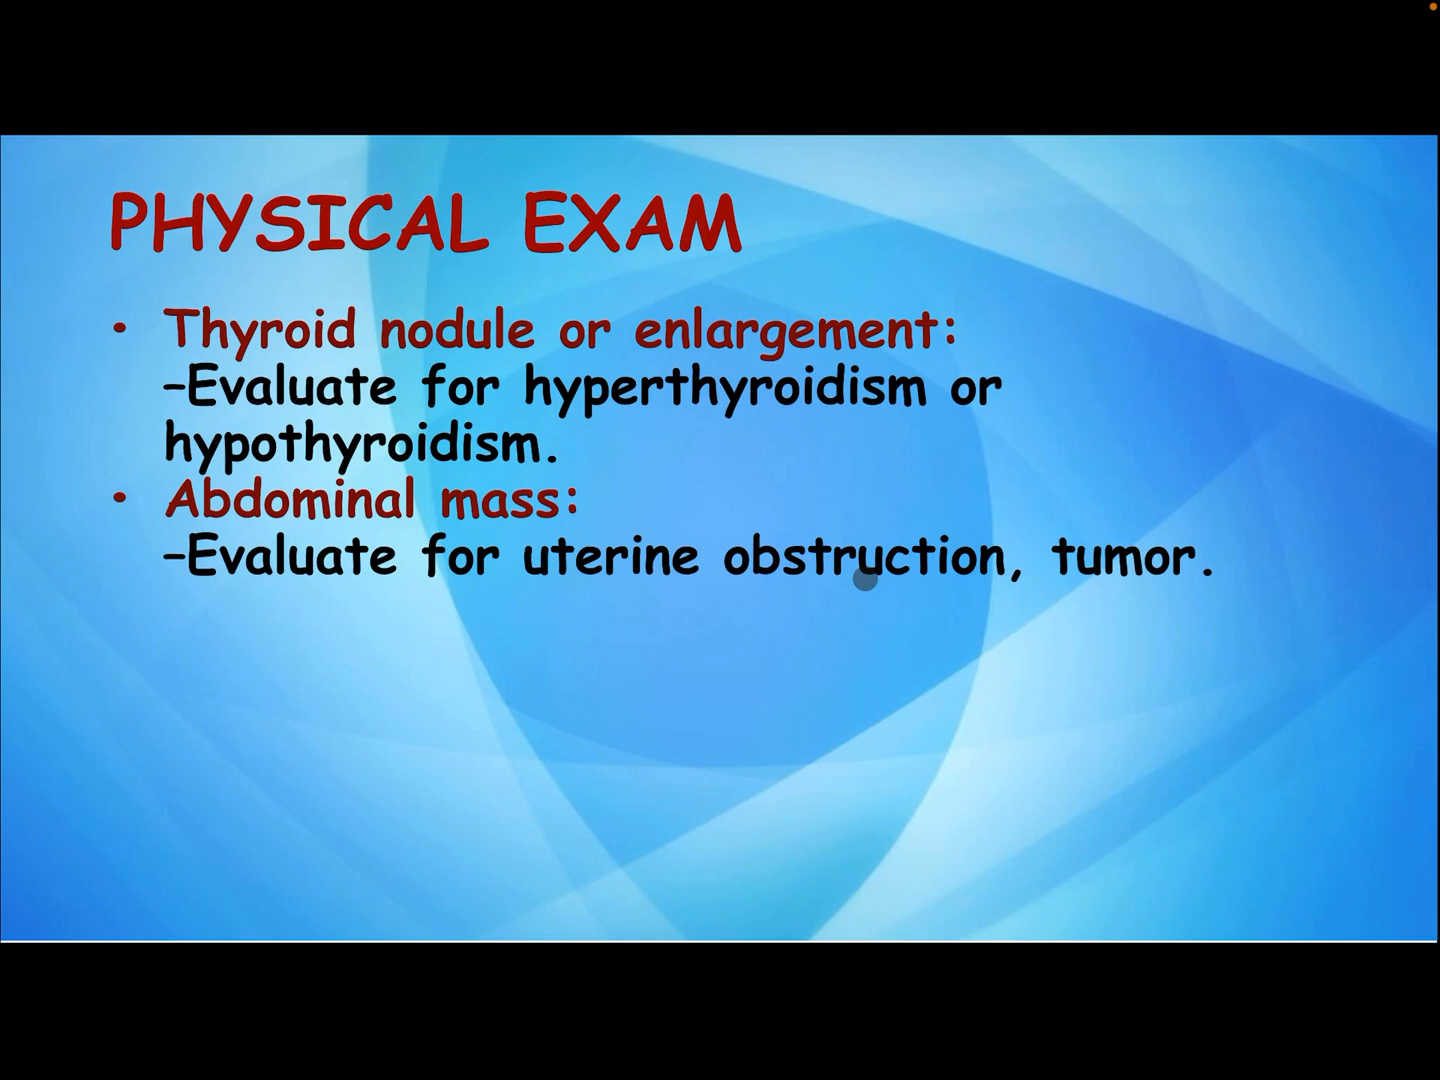 PHYSICAL EXAM
• Thyroid nodule or enlargement:
–Evaluate for hyperthyroidism or
hypothyroidism.
• Abdominal mass:
–Evaluate for uterine obstruction, tumor.